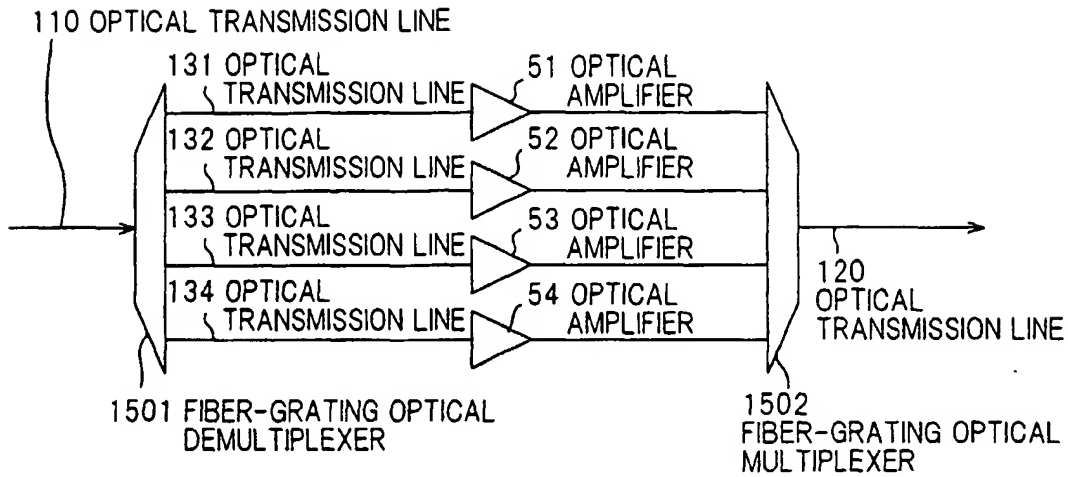 110 OPTICAL TRANSMISSION LINE
131 OPTICAL
TRANSMISSION LINE
51 OPTICAL
AMPLIFIER
132 OPTICAL
TRANSMISSION LINE
52 OPTICAL
AMPLIFIER
133 OPTICAL
TRANSMISSION LINE
53 OPTICAL
AMPLIFIER
134 OPTICAL
TRANSMISSION LINE
54 OPTICAL
AMPLIFIER
120
OPTICAL
TRANSMISSION LINE
1501 FIBER-GRATING OPTICAL
DEMULTIPLEXER
1502
FIBER-GRATING OPTICAL
MULTIPLEXER